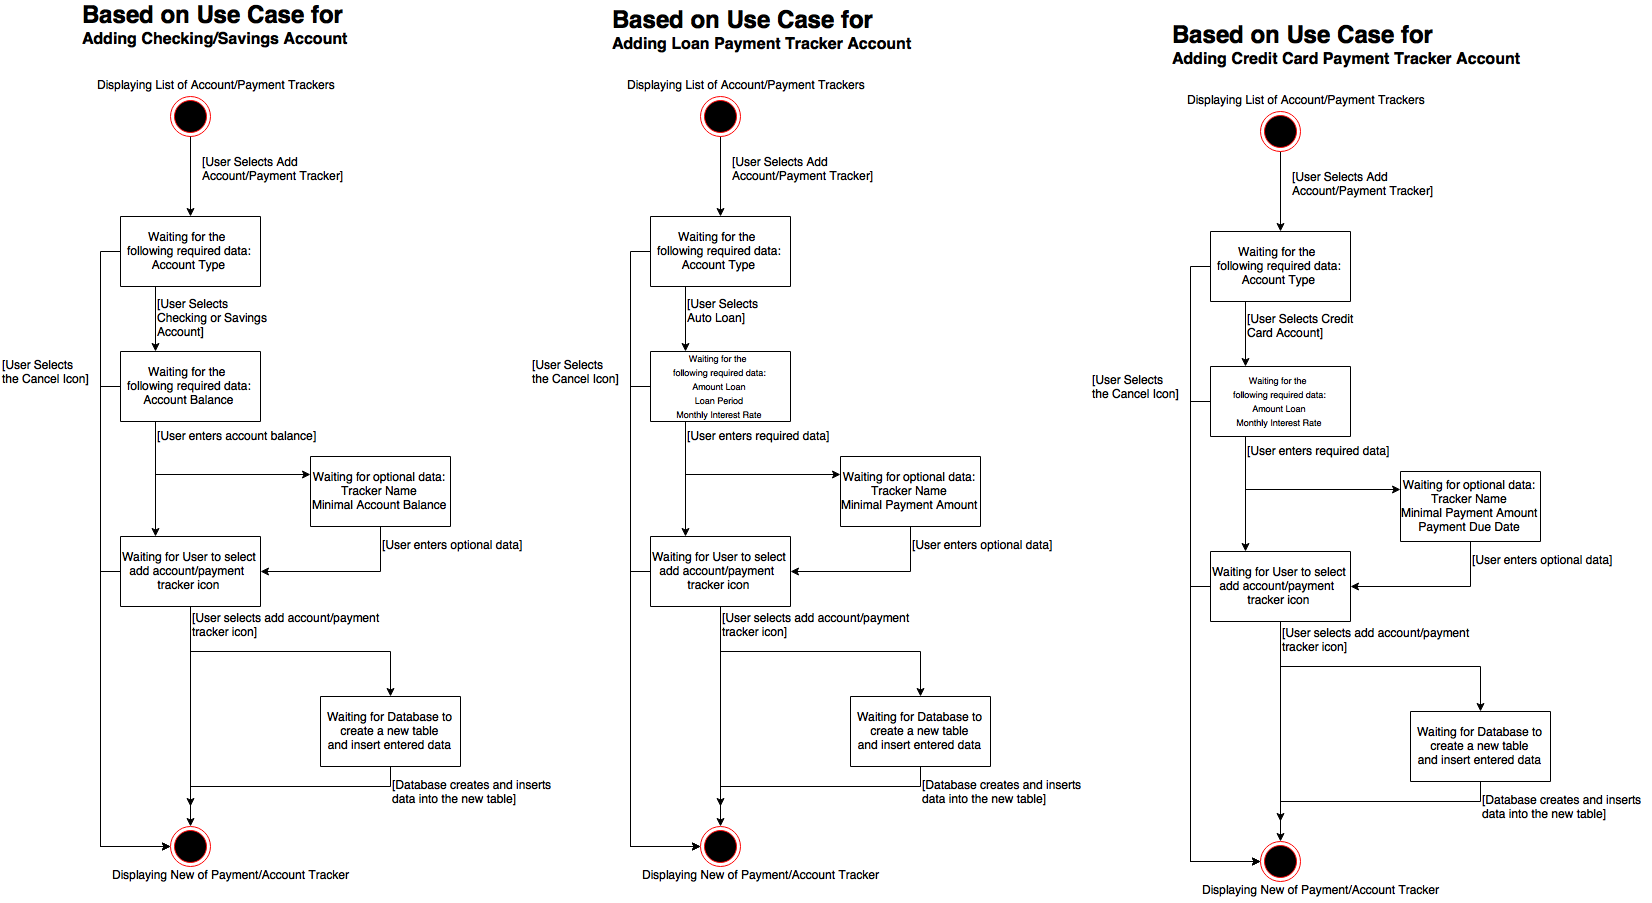 Based on Use Case for
Adding Checking/Savings Account
Displaying List of Account/Payment Trackers
[User Selects Add
Account/Payment Tracker]
Waiting for the
following required data:
Account Type
[User Selects
Checking or Savings
Account]
[User Selects
the Cancel Icon]
Waiting for the
following required data:
Account Balance
[User enters account balance]
Waiting for optional data:
Tracker Name
Minimal Account Balance
[User enters optional data]
Waiting for User to select
add account/payment
tracker icon
[User selects add account/payment
tracker icon]
Waiting for Database to
create a new table
and insert entered data
[Database creates and inserts
data into the new table]
Displaying New of Payment/Account Tracker
Based on Use Case for
Adding Loan Payment Tracker Account
Displaying List of Account/Payment Trackers
[User Selects Add
Account/Payment Tracker]
Waiting for the
following required data:
Account Type
[User Selects
Auto Loan]
[User Selects
the Cancel Icon]
Waiting for the
following required data:
Amount Loan
Loan Period
Monthly Interest Rate
[User enters required data]
Waiting for optional data:
Tracker Name
Minimal Payment Amount
[User enters optional data]
Waiting for User to select
add account/payment
tracker icon
[User selects add account/payment
tracker icon]
Waiting for Database to
create a new table
and insert entered data
[Database creates and inserts
data into the new table]
Displaying New of Payment/Account Tracker
Based on Use Case for
Adding Credit Card Payment Tracker Account
Displaying List of Account/Payment Trackers
[User Selects Add
Account/Payment Tracker]
Waiting for the
following required data:
Account Type
[User Selects Credit
Card Account]
[User Selects
the Cancel Icon]
Waiting for the
following required data:
Amount Loan
Monthly Interest Rate
[User enters required data]
Waiting for optional data:
Tracker Name
Minimal Payment Amount
Payment Due Date
[User enters optional data]
Waiting for User to select
add account/payment
tracker icon
[User selects add account/payment
tracker icon]
Waiting for Database to
create a new table
and insert entered data
[Database creates and inserts
data into the new table]
Displaying New of Payment/Account Tracker